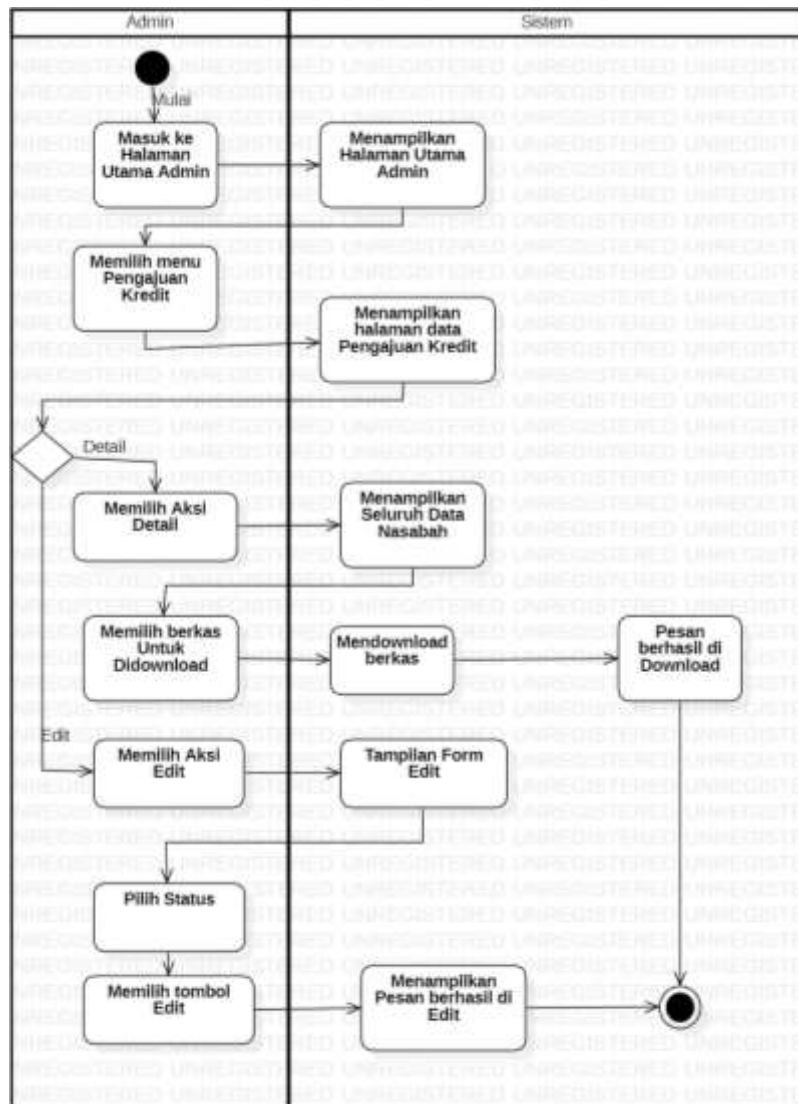 Admin
Sistem
Mulai
Masuk ke
Halaman
Utama Admin
Menampilkan
Halaman Utama
Admin
Memilih menu
Pengajuan
Kredit
Menampilkan
halaman data
Pengajuan Kredit
Detail
Memilih Aksi
Detail
Menampilkan
Seluruh Data
Nasabah
Memilih berkas
Untuk
Didownload
Mendownload
berkas
Pesan
berhasil di
Download
Edit
Memilih Aksi
Edit
Tampilan Form
Edit
Pilih Status
Memilih tombol
Edit
Menampilkan
Pesan berhasil di
Edit
UNREGISTERED